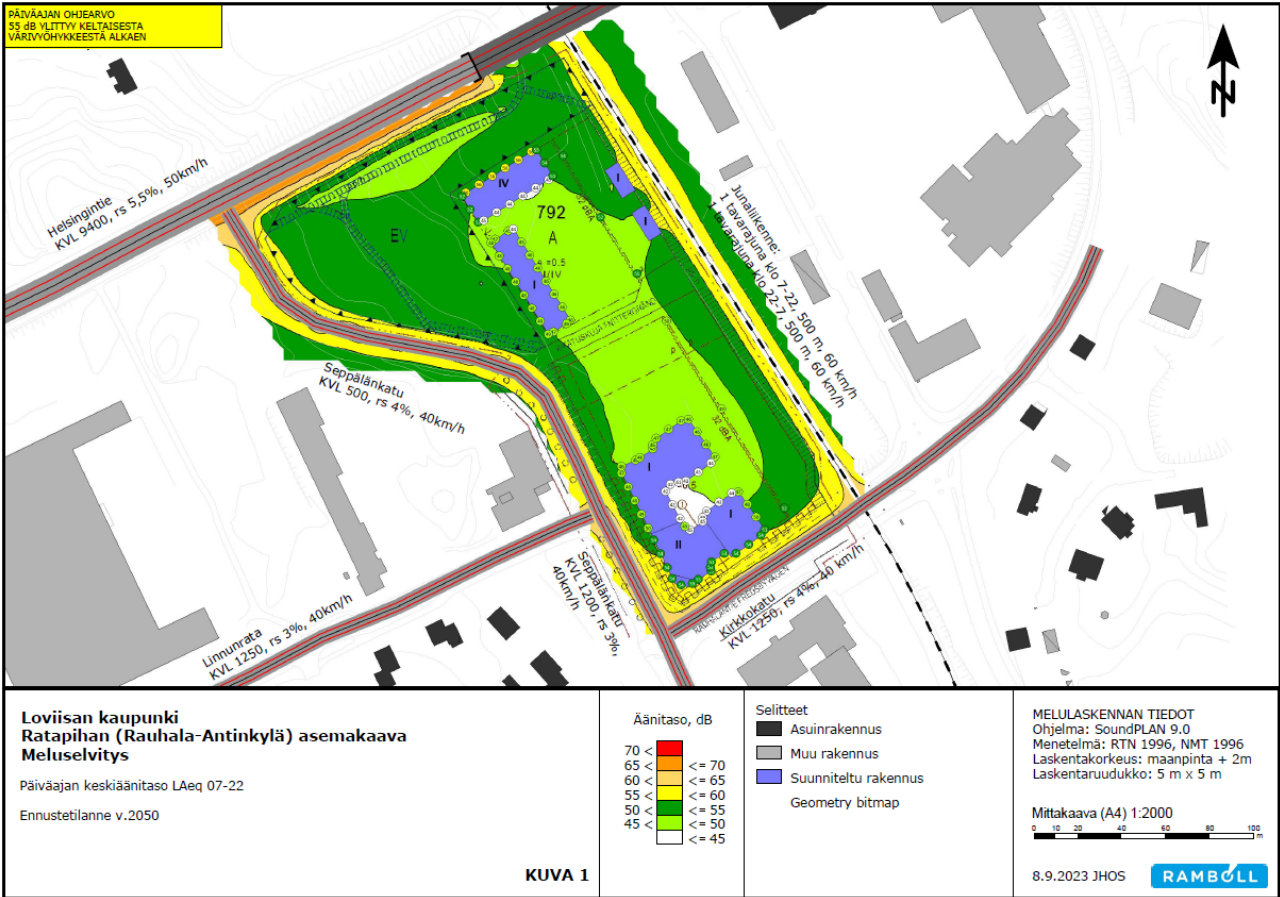 PÄIVÄAJAN OHJEARVO
55 dB YLITTYY KELTAISESTA
VÄRIVYÖHYKKEESTÄ ALKAEN
N
Helsingintie
KVL 9400, rs 5,5%, 50km/h
Junaliikenne:
1 tavarajuna klo 7-22, 500 m, 60 km/h
1 tavarajuna klo 22-7, 500 m, 60 km/h
EV
IV
I
I
792
A
I
32 dBA
Seppälänkatu
KVL 500, rs 4%, 40km/h
P
32 dBA
I
I
II
Seppälänkatu
KVL 1200, rs 3%,
40km/h
Linnunrata
KVL 1250, rs 3%, 40km/h
Kirkkokatu
KVL 1250, rs 4%, 40 km/h
Loviisan kaupunki
Ratapihan (Rauhala-Antinkylä) asemakaava
Meluselvitys
Päiväajan keskiäänitaso LAeq 07-22
Ennustetilanne v.2050
KUVA 1
Äänitaso, dB
70 <
65 < <= 70
60 < <= 65
55 < <= 60
50 < <= 55
45 < <= 50
<= 45
Selitteet
Asuinrakennus
Muu rakennus
Suunniteltu rakennus
Geometry bitmap
MELULASKENNAN TIEDOT
Ohjelma: SoundPLAN 9.0
Menetelmä: RTN 1996, NMT 1996
Laskentakorkeus: maanpinta + 2m
Laskentaruudukko: 5 m x 5 m
Mittakaava (A4) 1:2000
0 10 20 40 60 80 100
m
8.9.2023 JHOS
RAMBOLL